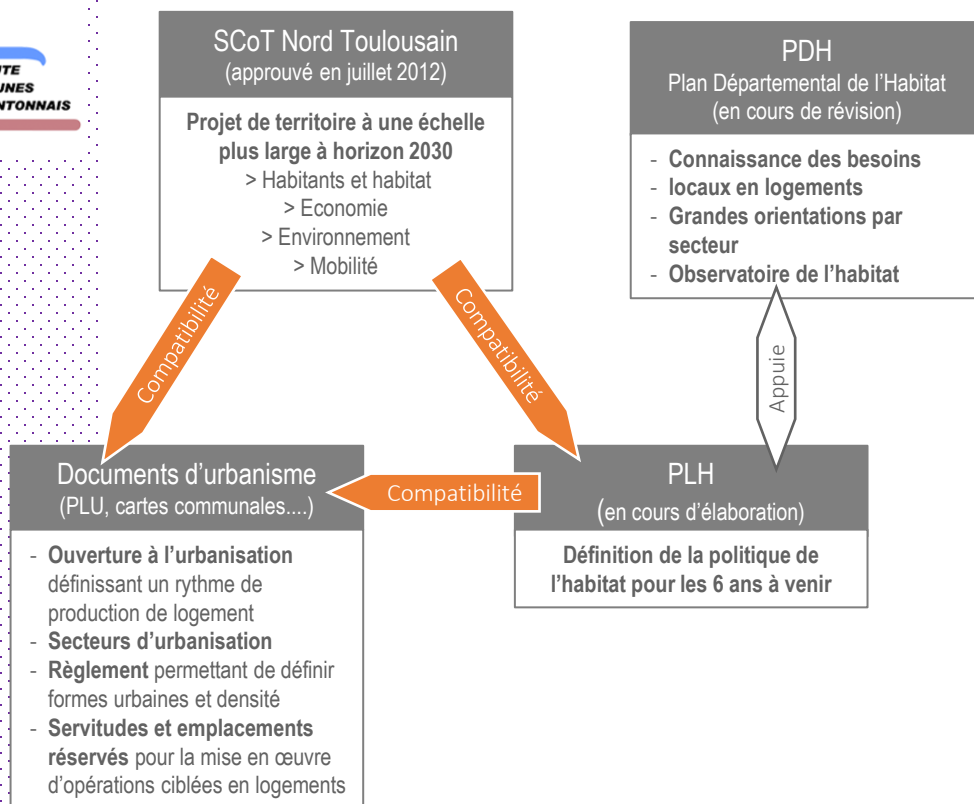 SCoT Nord Toulousain
(approuvé en juillet 2012)
Projet de territoire à une échelle
plus large à horizon 2030
> Habitants et habitat
> Economie
> Environnement
> Mobilité
PDH
Plan Départemental de l'Habitat
(en cours de révision)
- Connaissance des besoins
- locaux en logements
- Grandes orientations par
secteur
- Observatoire de l'habitat
Compatibilité
Compatibilité
Appuie
Documents d'urbanisme
(PLU, cartes communales....)
- Ouverture à l'urbanisation
définissant un rythme de
production de logement
- Secteurs d'urbanisation
- Règlement permettant de définir
formes urbaines et densité
- Servitudes et emplacements
réservés pour la mise en œuvre
d'opérations ciblées en logements
Compatibilité
PLH
(en cours d'élaboration)
Définition de la politique de
l'habitat pour les 6 ans à venir